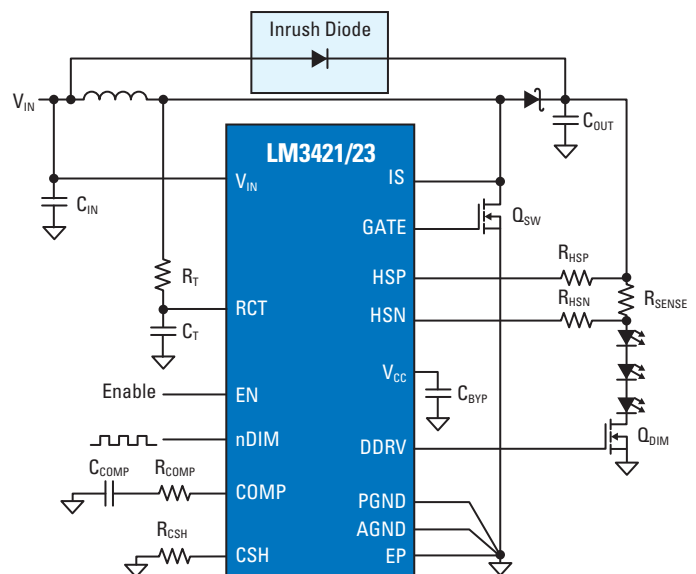 Inrush Diode
VIN
COUT
LM3421/23
VIN
IS
CIN
GATE
QSW
RT
HSP
RHSP
RSENSE
RCT
HSN
RHSN
CT
VCC
CBYP
Enable
EN
nDIM
DDRV
QDIM
CCOMP
RCOMP
COMP
PGND
AGND
RCSH
CSH
EP